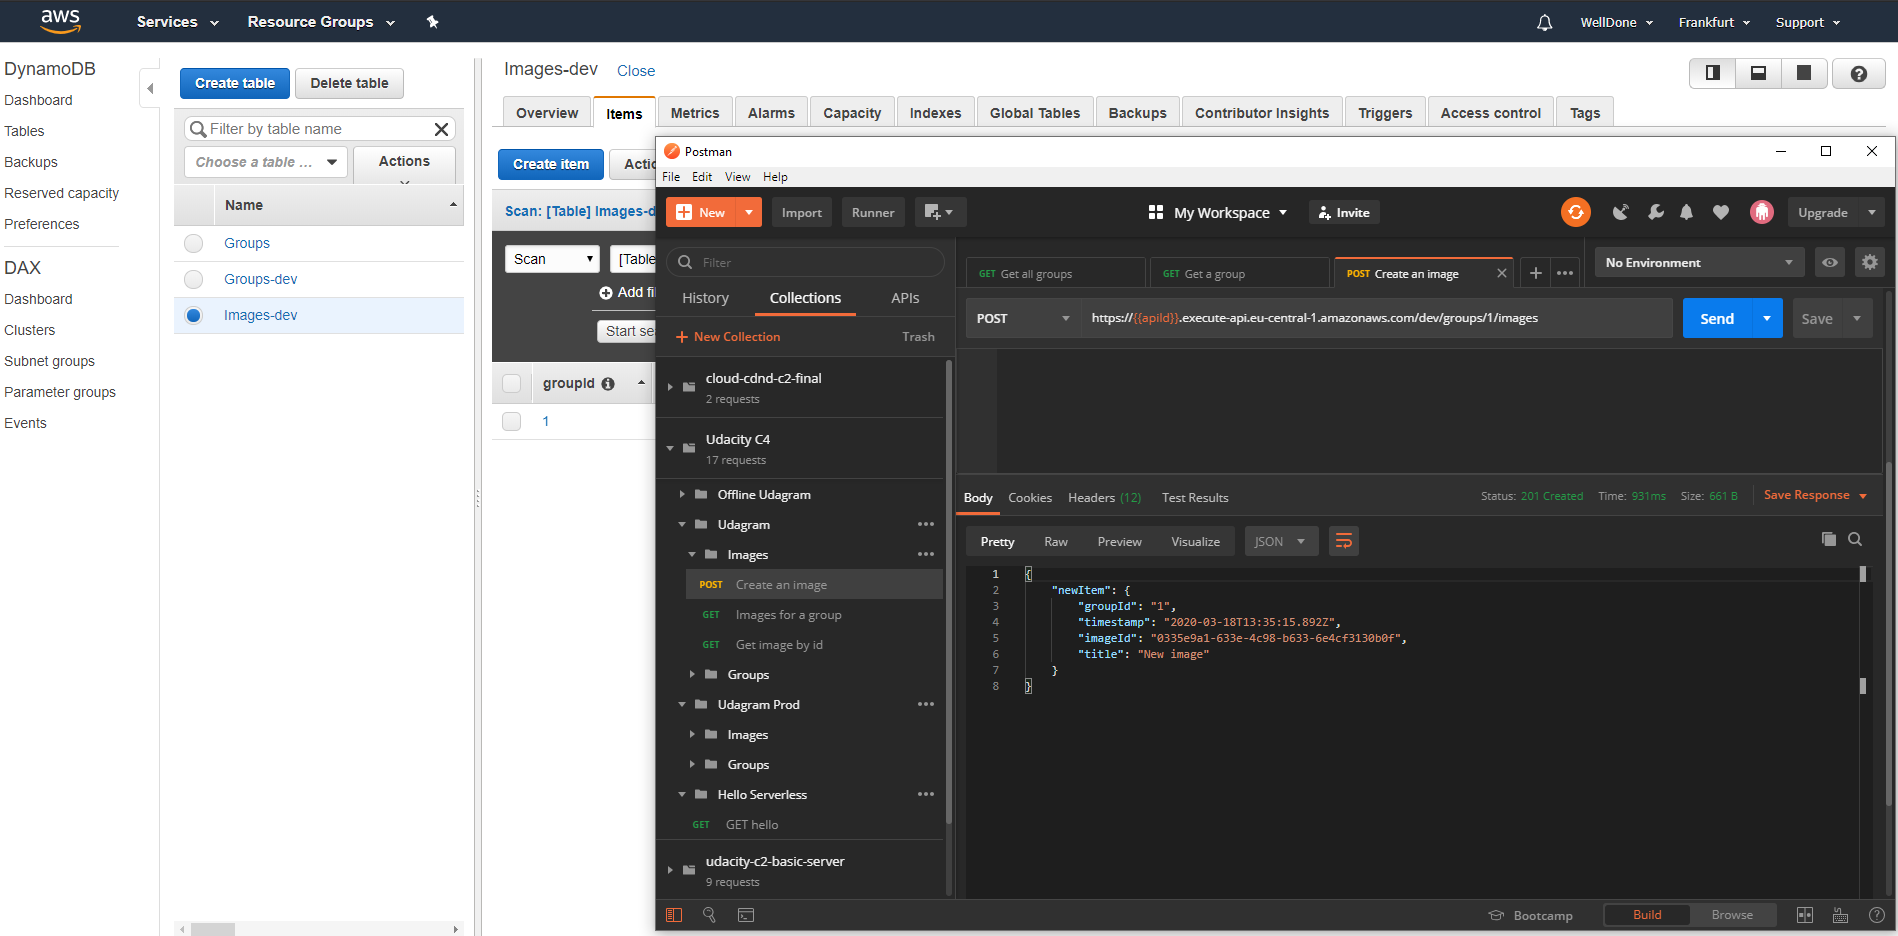 aws
Services
Resource Groups
WellDone
Frankfurt
Support
DynamoDB
Dashboard
Tables
Backups
Reserved capacity
Preferences
DAX
Dashboard
Clusters
Subnet groups
Parameter groups
Events
Create table
Delete table
Filter by table name
Choose a table ...
Actions
Name
Groups
Groups-dev
Images-dev
Images-dev
Close
Overview
Items
Metrics
Alarms
Capacity
Indexes
Global Tables
Backups
Contributor Insights
Triggers
Access control
Tags
Create item
Actio
Scan: [Table] Images-d
Scan
[Table
Add fil
Start se
groupId
1
Postman
File
Edit
View
Help
New
Import
Runner
My Workspace
Invite
Upgrade
Filter
History
Collections
APIs
New Collection
Trash
cloud-cdnd-c2-final
2 requests
Udacity C4
17 requests
Offline Udagram
Udagram
Images
POST Create an image
GET Images for a group
GET Get image by id
Groups
Udagram Prod
Images
Groups
Hello Serverless
GET GET hello
udacity-c2-basic-server
9 requests
GET Get all groups
GET Get a group
POST Create an image
No Environment
POST
https://{{apiId}}.execute-api.eu-central-1.amazonaws.com/dev/groups/1/images
Send
Save
Body
Cookies
Headers (12)
Test Results
Status: 201 Created
Time: 931ms
Size: 661 B
Save Response
Pretty
Raw
Preview
Visualize
JSON
1 {
2 "newItem": {
3 "groupId": "1",
4 "timestamp": "2020-03-18T13:35:15.892Z",
5 "imageId": "0335e9a1-633e-4c98-b633-6e4cf3130b0f",
6 "title": "New image"
7 }
8 }
Bootcamp
Build
Browse